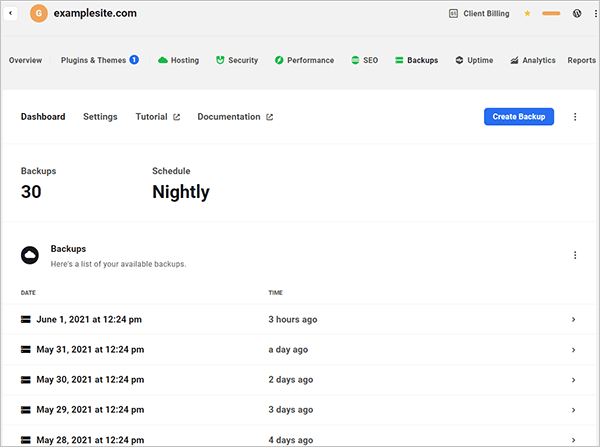 G examplesite.com Client Billing
Overview Plugins & Themes 1 Hosting Security Performance SEO Backups Uptime Analytics Reports
Dashboard Settings Tutorial Documentation Create Backup
Backups Schedule
30 Nightly
Backups
Here's a list of your available backups.
DATE TIME
June 1, 2021 at 12:24 pm 3 hours ago
May 31, 2021 at 12:24 pm a day ago
May 30, 2021 at 12:24 pm 2 days ago
May 29, 2021 at 12:24 pm 3 days ago
May 28, 2021 at 12:24 pm 4 days ago